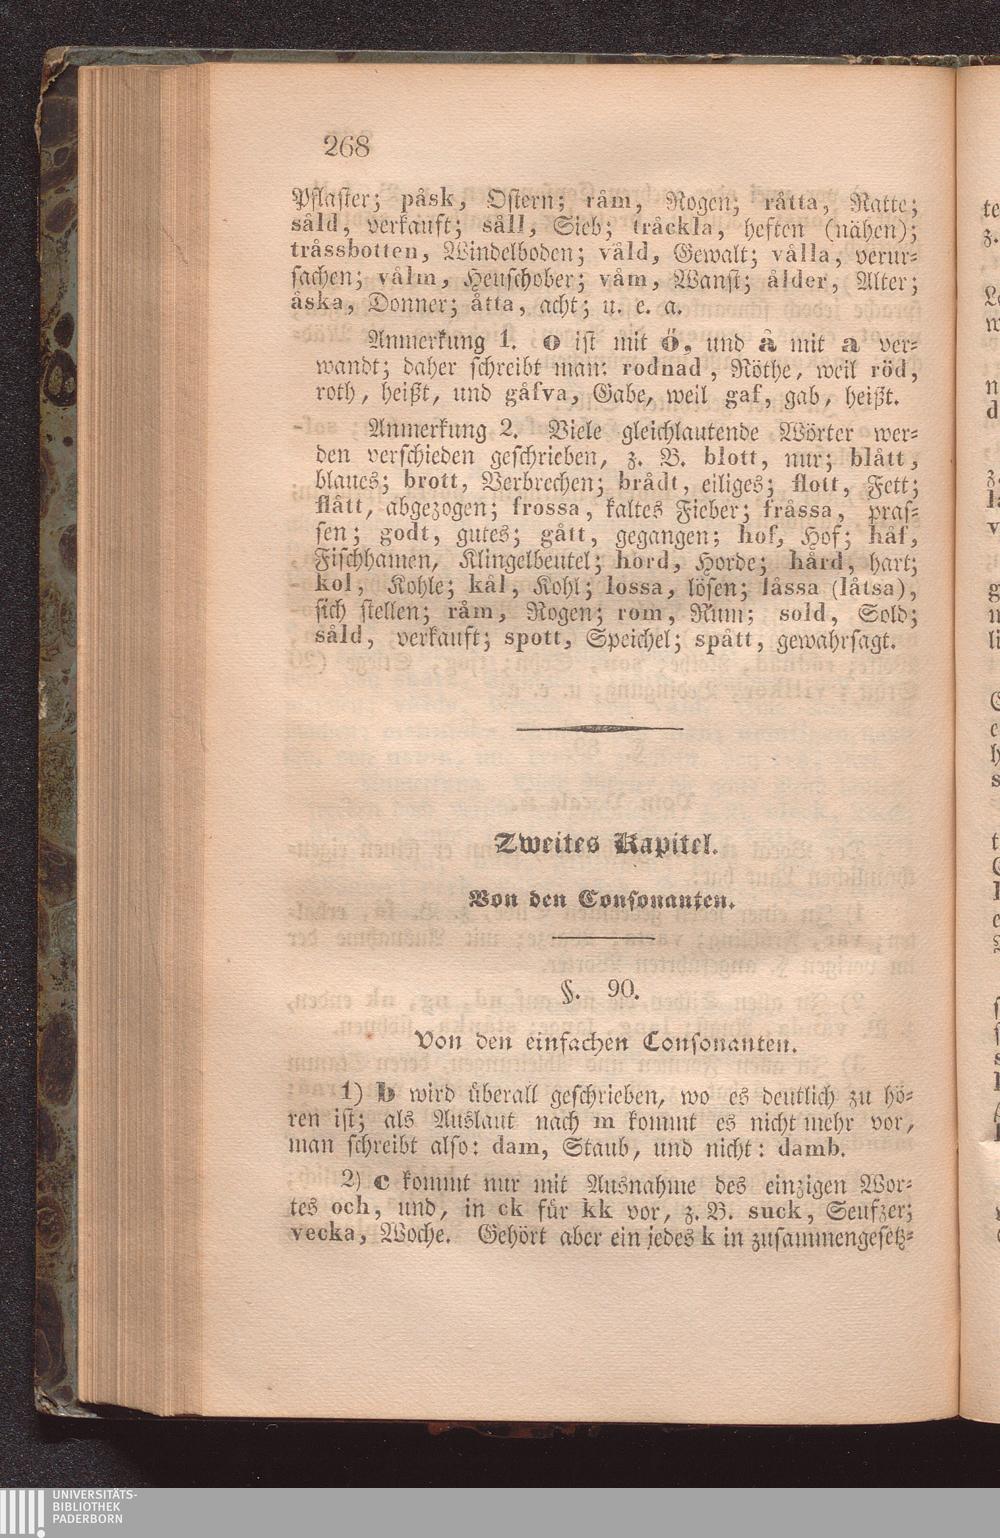 268
Pflaster; påsk, Ostern; råm, Rogen; råtta, Ratte;
såld, verkauft; såll, Sieb; tråckla, heften (nähen);
tråssbotten, Windelboden; våld, Gewalt; vålla, verur-
sachen; vålm, Heuschober; våm, Wanst; ålder, Alter;
åska, Donner; åtta, acht; u. e. a.
Anmerkung 1. o ist mit ö, und å mit a ver-
wandt; daher schreibt man: rodnad, Röthe, weil röd,
roth, heißt, und gåfva, Gabe, weil gaf, gab, heißt.
Anmerkung 2. Viele gleichlautende Wörter wer-
den verschieden geschrieben, z. B. blott, nur; blått,
blaues; brott, Verbrechen; brådt, eiliges; flott, Fett;
flått, abgezogen; frossa, kaltes Fieber; fråssa, pras-
sen; godt, gutes; gått, gegangen; hof, Hof; håf,
Fischhamen, Klingelbeutel; hord, Horde; hård, hart;
kol, Kohle; kål, Kohl; lossa, lösen; låssa (låtsa),
sich stellen; råm, Rogen; rom, Rum; sold, Sold;
såld, verkauft; spott, Speichel; spått, gewahrsagt.
Zweites Kapitel.
Von den Consonanten.
§. 90.
Von den einfachen Consonanten.
1) b wird überall geschrieben, wo es deutlich zu hö-
ren ist; als Auslaut nach m kommt es nicht mehr vor,
man schreibt also: dam, Staub, und nicht: damb.
2) c kommt nur mit Ausnahme des einzigen Wor-
tes och, und, in ck für kk vor, z. B. suck, Seufzer;
vecka, Woche. Gehört aber ein jedes k in zusammengesetz-
UNIVERSITÄTS-
BIBLIOTHEK
PADERBORN